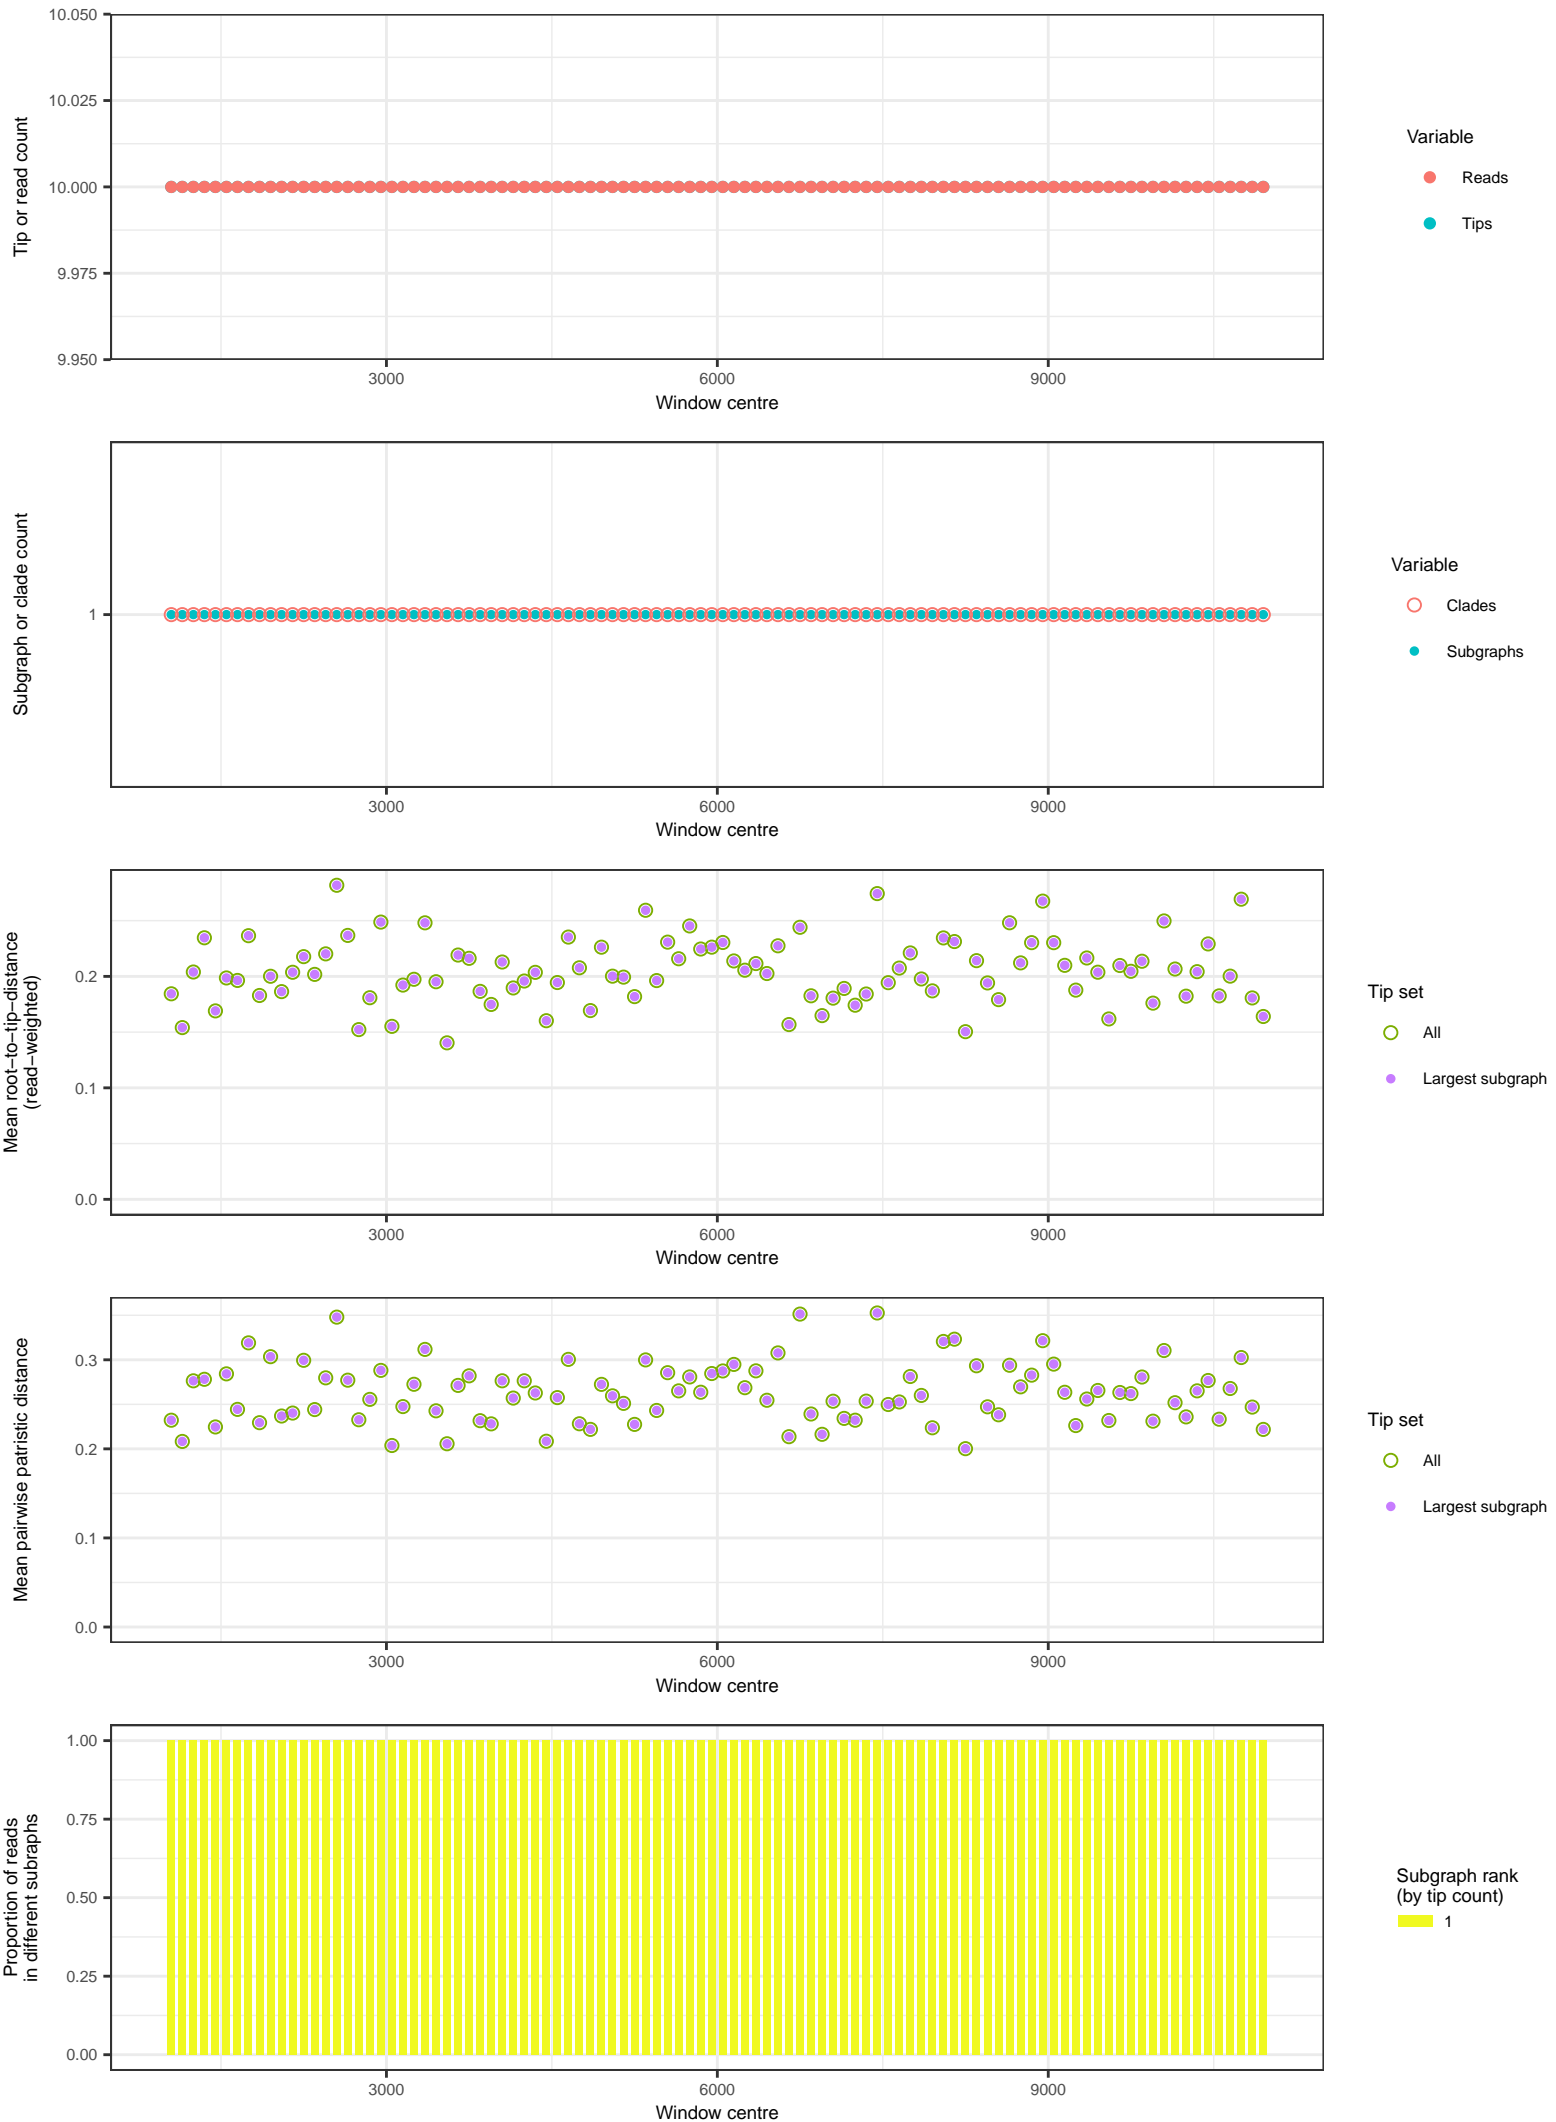 10.050
10.025
10.000
9.975
9.950
Tip or read count
3000
6000
9000
Window centre
Variable
Reads
Tips
1
Subgraph or clade count
3000
6000
9000
Window centre
Variable
Clades
Subgraphs
0.2
0.1
0.0
Mean root−to−tip−distance
(read−weighted)
3000
6000
9000
Window centre
Tip set
All
Largest subgraph
0.3
0.2
0.1
0.0
Mean pairwise patristic distance
3000
6000
9000
Window centre
Tip set
All
Largest subgraph
1.00
0.75
0.50
0.25
0.00
Proportion of reads
in different subraphs
3000
6000
9000
Window centre
Subgraph rank
(by tip count)
1